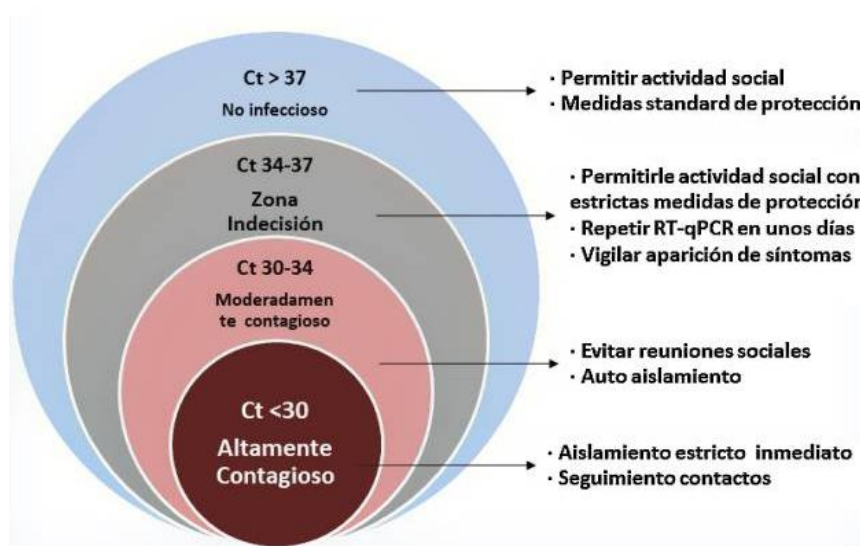 Ct > 37
No infeccioso
· Permitir actividad social
· Medidas standard de protección
Ct 34-37
Zona
Indecisión
· Permitirle actividad social con
estrictas medidas de protección
· Repetir RT-qPCR en unos días
· Vigilar aparición de síntomas
Ct 30-34
Moderadamen
te contagioso
· Evitar reuniones sociales
· Auto aislamiento
Ct <30
Altamente
Contagioso
· Aislamiento estricto inmediato
· Seguimiento contactos